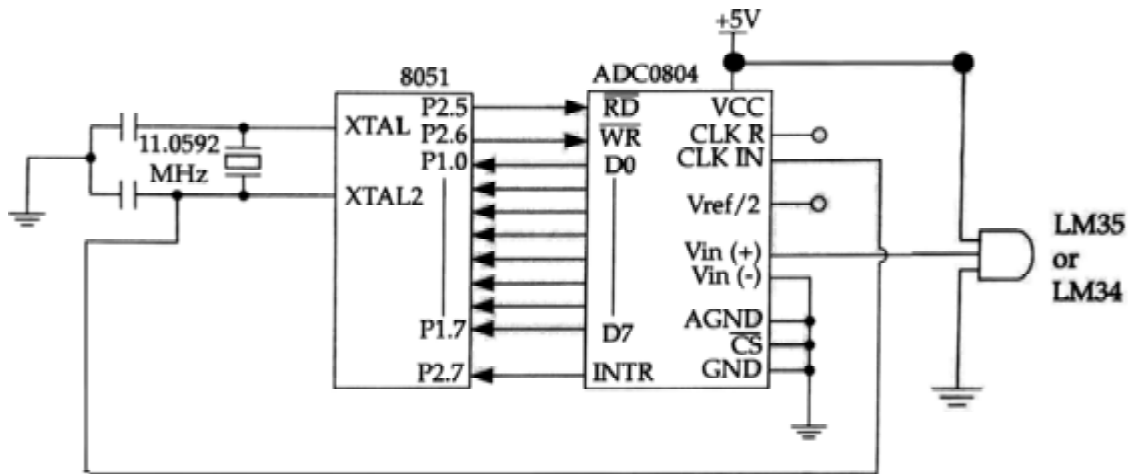 +5V
8051
ADC0804
XTAL
XTAL2
11.0592
MHz
P2.5
P2.6
P1.0
P1.7
P2.7
RD
WR
D0
D7
INTR
VCC
CLK R
CLK IN
Vref/2
Vin (+)
Vin (-)
AGND
CS
GND
LM35
or
LM34